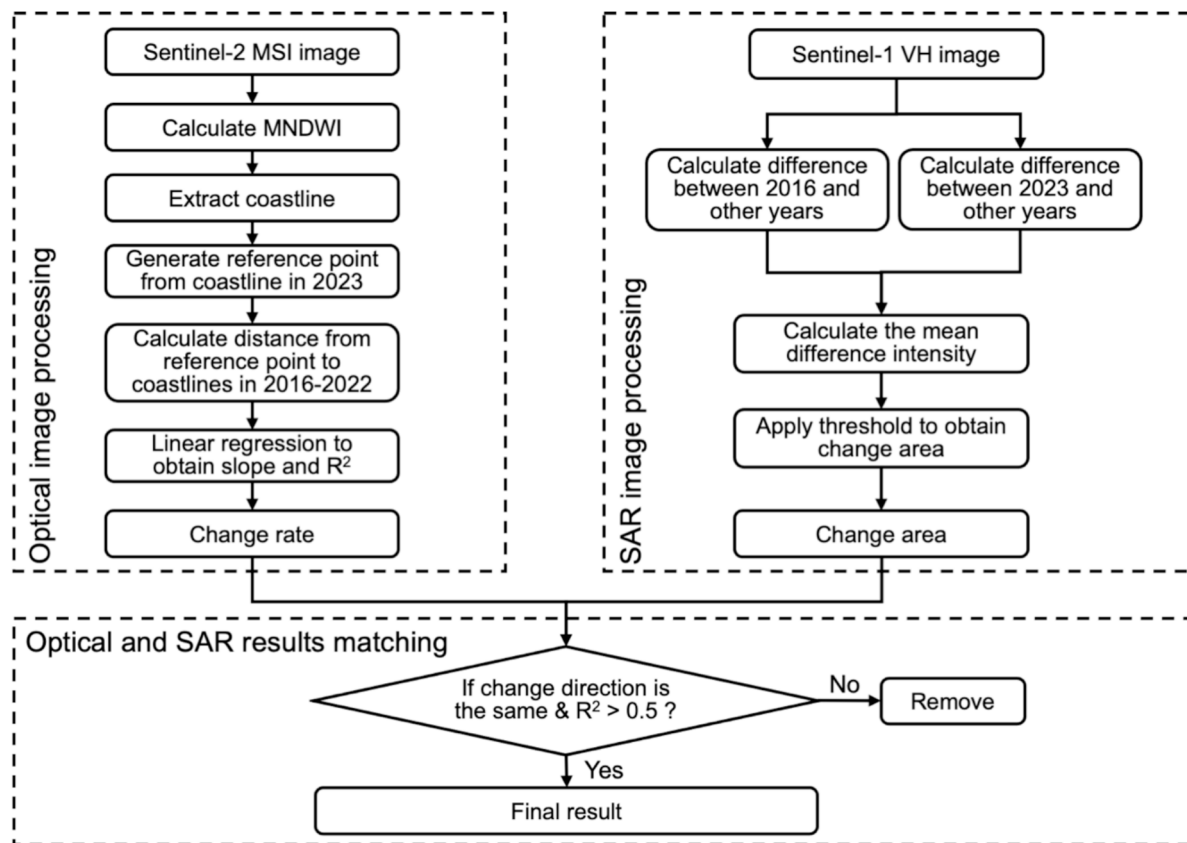 Optical image processing
Sentinel-2 MSI image
Calculate MNDWI
Extract coastline
Generate reference point
from coastline in 2023
Calculate distance from
reference point to
coastlines in 2016-2022
Linear regression to
obtain slope and R²
Change rate
SAR image processing
Sentinel-1 VH image
Calculate difference
between 2016 and
other years
Calculate difference
between 2023 and
other years
Calculate the mean
difference intensity
Apply threshold to obtain
change area
Change area
Optical and SAR results matching
If change direction is
the same & R² > 0.5 ?
No
Remove
Yes
Final result